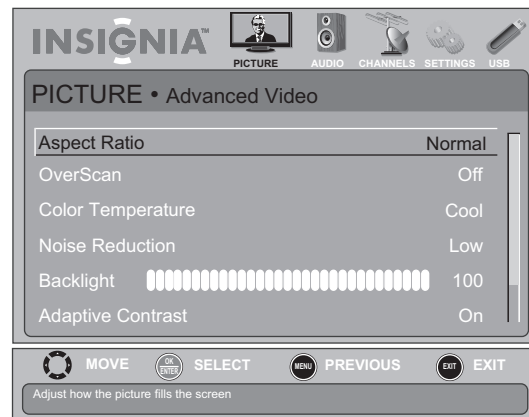 INSIGNIA™
PICTURE AUDIO CHANNELS SETTINGS USB
PICTURE • Advanced Video
Aspect Ratio Normal
OverScan Off
Color Temperature Cool
Noise Reduction Low
Backlight 100
Adaptive Contrast On
MOVE OK ENTER SELECT MENU PREVIOUS EXIT EXIT
Adjust how the picture fills the screen